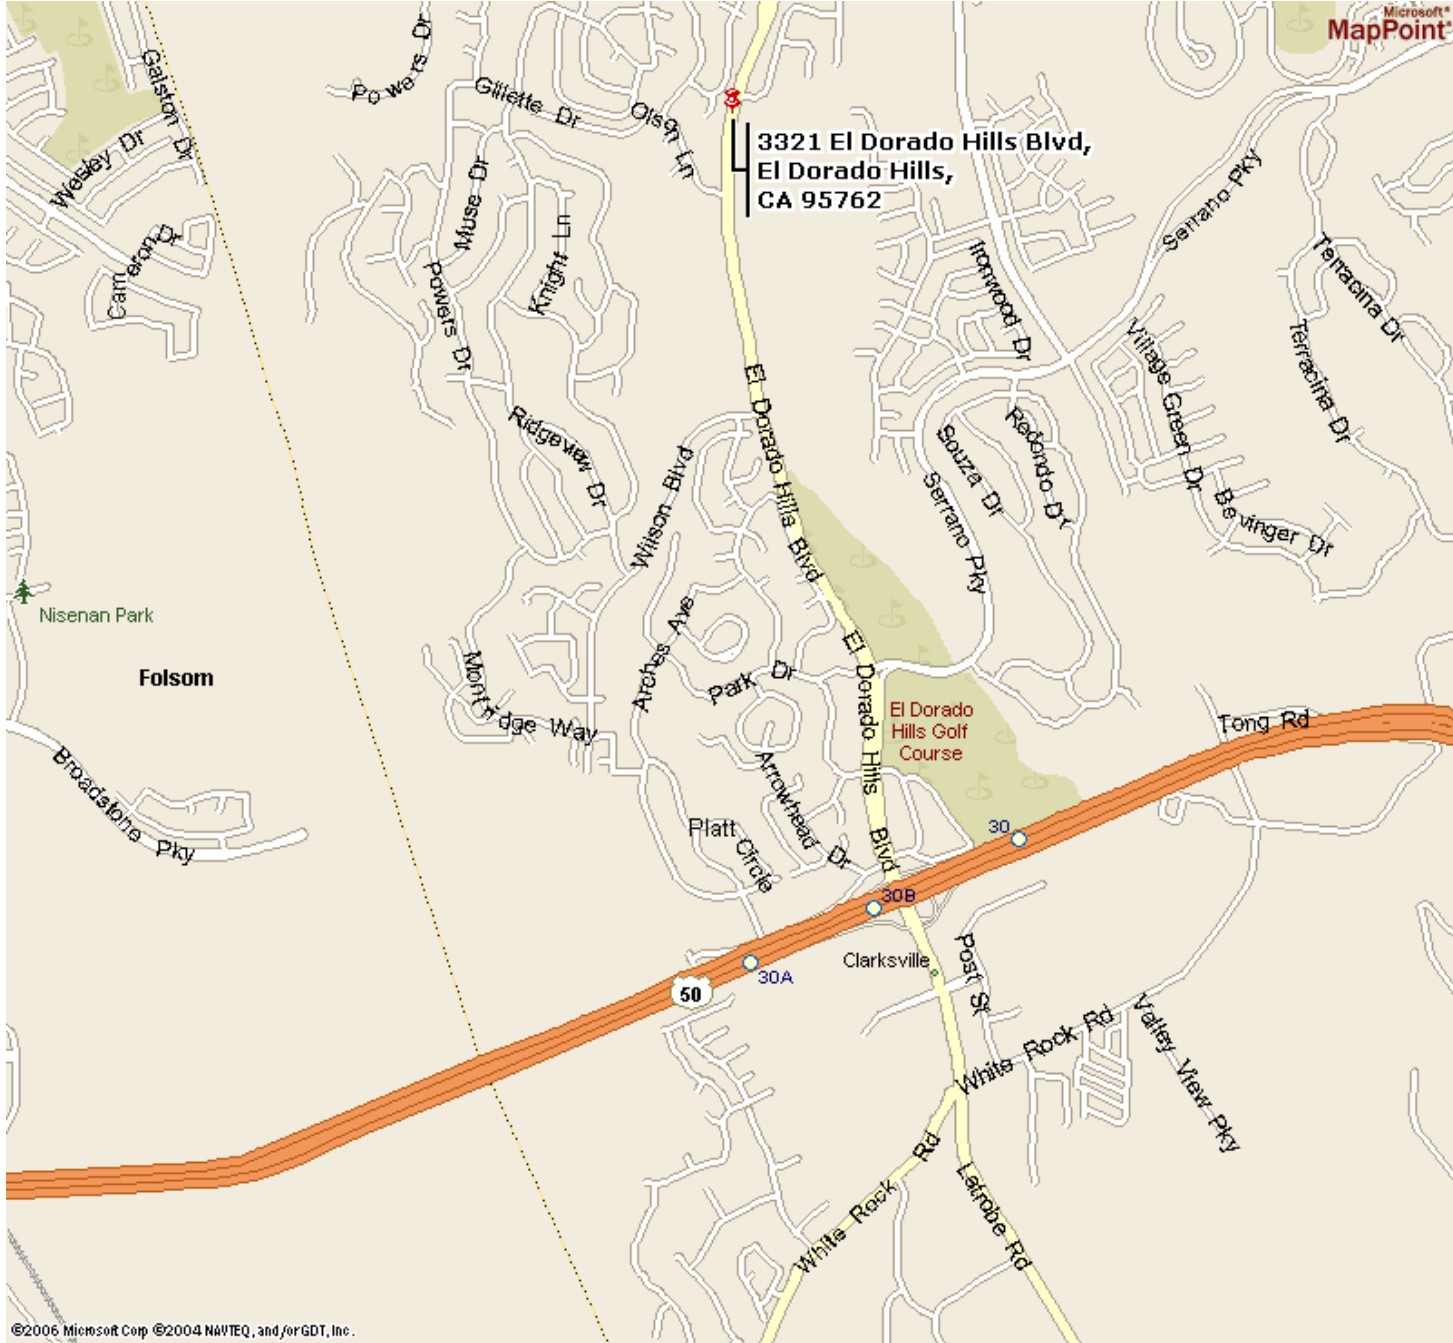 Microsoft®
MapPoint®
Galston Dr
Powers Dr
Gillette Dr
Olson Ln
3321 El Dorado Hills Blvd,
El Dorado Hills,
CA 95762
Wesley Dr
Cameron Dr
Muse Dr
Knight Ln
Powers Dr
Serrano Pky
Ironwood Dr
Terracina Dr
Terracina Dr
Village Green Dr
El Dorado Hills Blvd
Ridgeview Dr
Wilson Blvd
Souza Dr
Redondo Dr
Serrano Pky
Bevinger Dr
Nisenan Park
Folsom
Arches Ave
Montridge Way
Park Dr
El Dorado Hills Blvd
El Dorado
Hills Golf
Course
Tong Rd
Broadstone Pky
Arrowhead Dr
Platt Circle
30
30B
30A
50
Clarksville
Post St
White Rock Rd
Valley View Pky
White Rock Rd
Latrobe Rd
©2006 Microsoft Corp ©2004 NAVTEQ, and/or GDT, Inc.